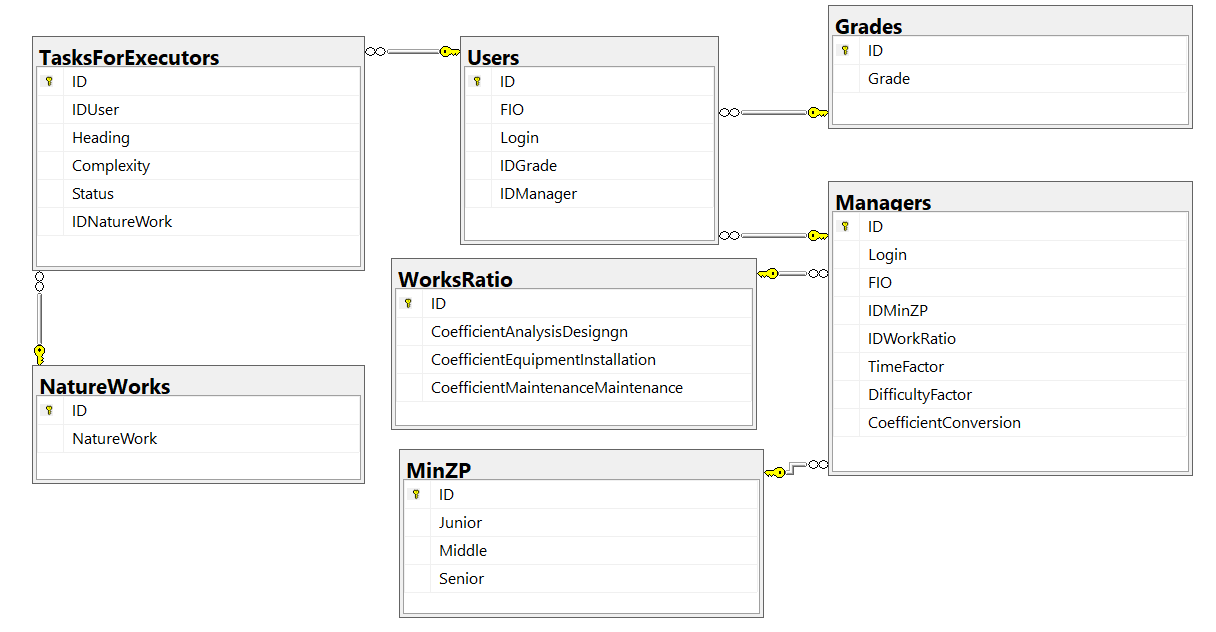 TasksForExecutors
ID
IDUser
Heading
Complexity
Status
IDNatureWork
Users
ID
FIO
Login
IDGrade
IDManager
Grades
ID
Grade
Managers
ID
Login
FIO
IDMinZP
IDWorkRatio
TimeFactor
DifficultyFactor
CoefficientConversion
WorksRatio
ID
CoefficientAnalysisDesigngn
CoefficientEquipmentInstallation
CoefficientMaintenanceMaintenance
NatureWorks
ID
NatureWork
MinZP
ID
Junior
Middle
Senior